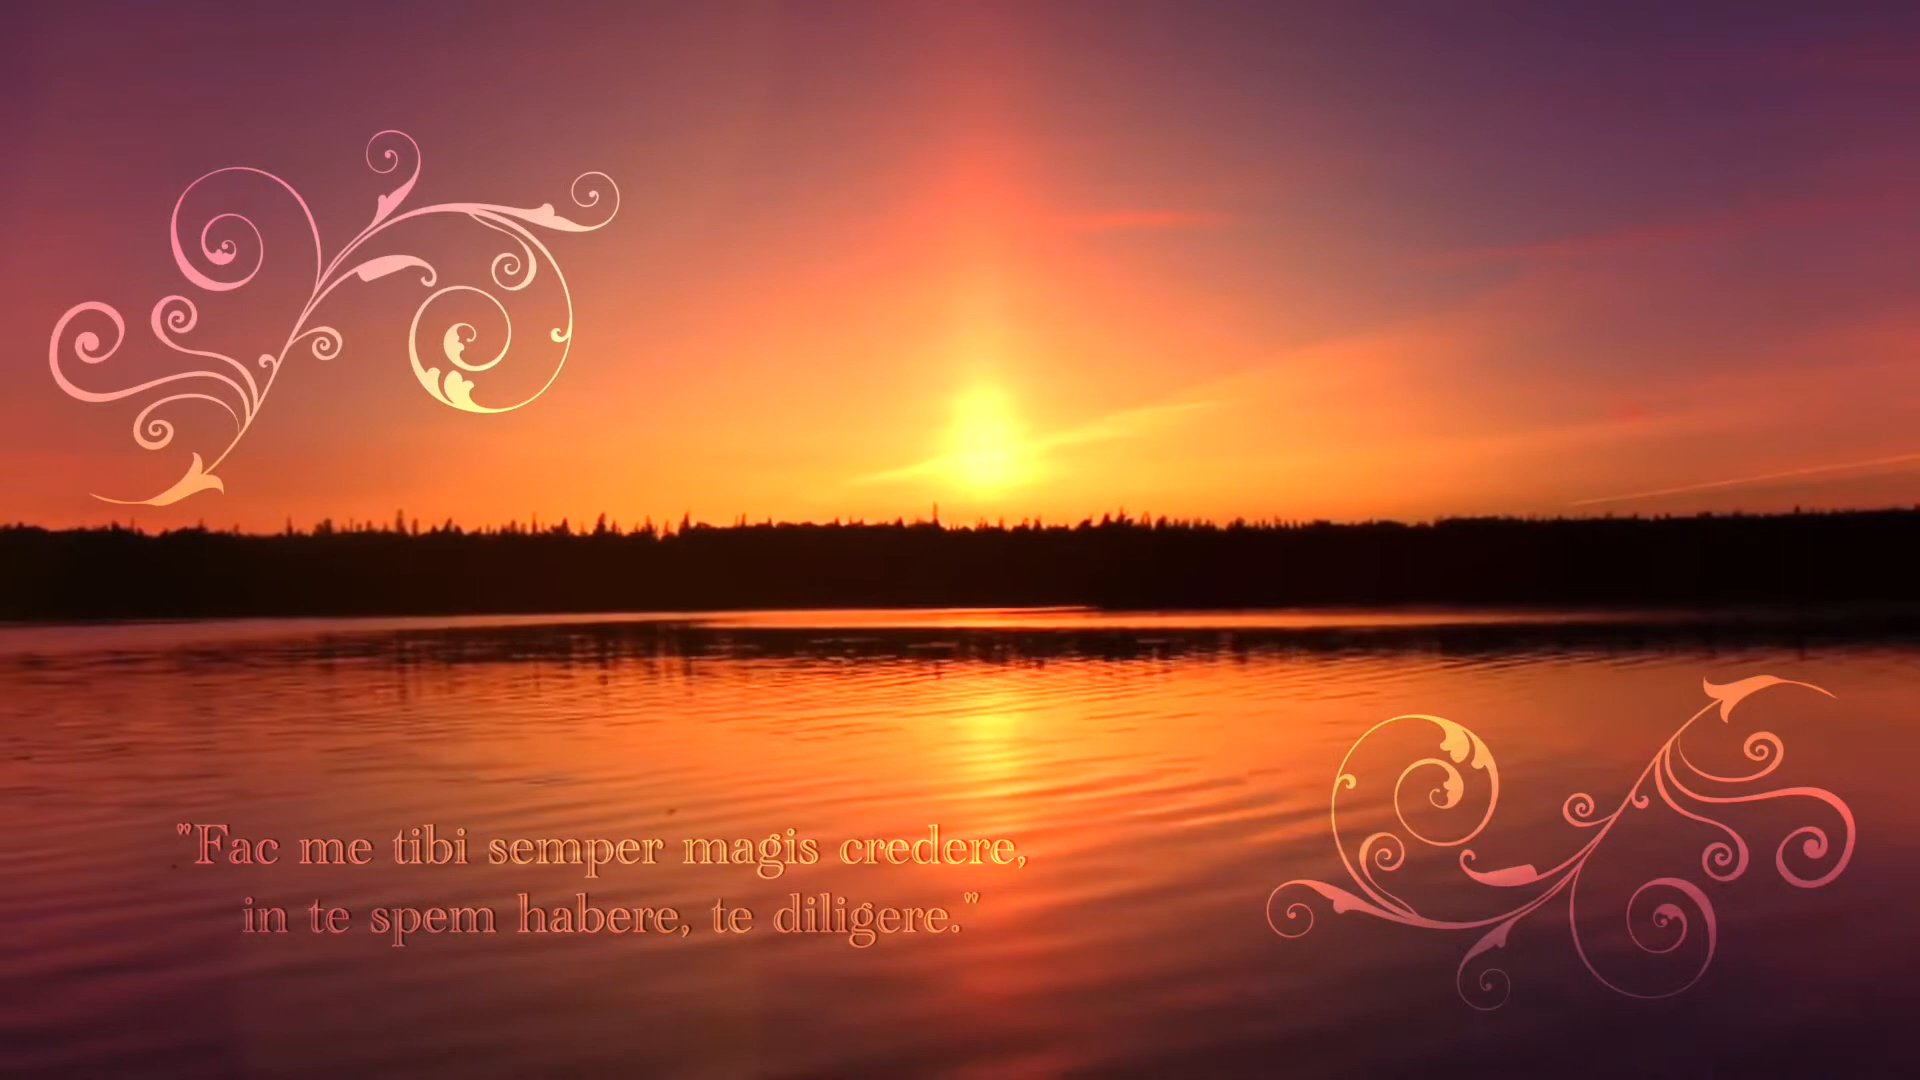 "Fac me tibi semper magis credere,
in te spem habere, te diligere."